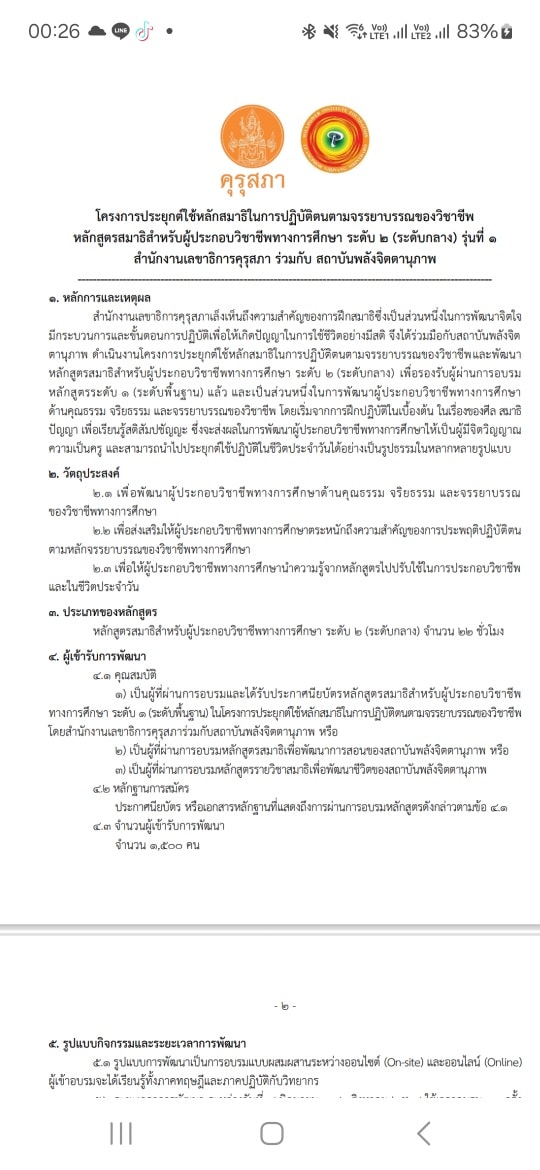 00:26
LINE
Vo))
LTE1
Vo))
LTE2
83%
คุรุสภา
โครงการประยุกต์ใช้หลักสมาธิในการปฏิบัติตนตามจรรยาบรรณของวิชาชีพ
หลักสูตรสมาธิสำหรับผู้ประกอบวิชาชีพทางการศึกษา ระดับ ๒ (ระดับกลาง) รุ่นที่ ๑
สำนักงานเลขาธิการคุรุสภา ร่วมกับ สถาบันพลังจิตตานุภาพ
๑. หลักการและเหตุผล
สำนักงานเลขาธิการคุรุสภาเล็งเห็นถึงความสำคัญของการฝึกสมาธิซึ่งเป็นส่วนหนึ่งในการพัฒนาจิตใจ
มีกระบวนการและขั้นตอนการปฏิบัติเพื่อให้เกิดปัญญาในการใช้ชีวิตอย่างมีสติ จึงได้ร่วมมือกับสถาบันพลังจิต
ตานุภาพ ดำเนินงานโครงการประยุกต์ใช้หลักสมาธิในการปฏิบัติตนตามจรรยาบรรณของวิชาชีพและพัฒนา
หลักสูตรสมาธิสำหรับผู้ประกอบวิชาชีพทางการศึกษา ระดับ ๒ (ระดับกลาง) เพื่อรองรับผู้ผ่านการอบรม
หลักสูตรระดับ ๑ (ระดับพื้นฐาน) แล้ว และเป็นส่วนหนึ่งในการพัฒนาผู้ประกอบวิชาชีพทางการศึกษา
ด้านคุณธรรม จริยธรรม และจรรยาบรรณของวิชาชีพ โดยเริ่มจากการฝึกปฏิบัติในเบื้องต้น ในเรื่องของศีล สมาธิ
ปัญญา เพื่อเรียนรู้สติสัมปชัญญะ ซึ่งจะส่งผลในการพัฒนาผู้ประกอบวิชาชีพทางการศึกษาให้เป็นผู้มีจิตวิญญาณ
ความเป็นครู และสามารถนำไปประยุกต์ใช้ปฏิบัติในชีวิตประจำวันได้อย่างเป็นรูปธรรมในหลากหลายรูปแบบ
๒. วัตถุประสงค์
๒.๑ เพื่อพัฒนาผู้ประกอบวิชาชีพทางการศึกษาด้านคุณธรรม จริยธรรม และจรรยาบรรณ
ของวิชาชีพทางการศึกษา
๒.๒ เพื่อส่งเสริมให้ผู้ประกอบวิชาชีพทางการศึกษาตระหนักถึงความสำคัญของการประพฤติปฏิบัติตน
ตามหลักจรรยาบรรณของวิชาชีพทางการศึกษา
๒.๓ เพื่อให้ผู้ประกอบวิชาชีพทางการศึกษานำความรู้จากหลักสูตรไปปรับใช้ในการประกอบวิชาชีพ
และในชีวิตประจำวัน
๓. ประเภทของหลักสูตร
หลักสูตรสมาธิสำหรับผู้ประกอบวิชาชีพทางการศึกษา ระดับ ๒ (ระดับกลาง) จำนวน ๒๒ ชั่วโมง
๔. ผู้เข้ารับการพัฒนา
๔.๑ คุณสมบัติ
๑) เป็นผู้ที่ผ่านการอบรมและได้รับประกาศนียบัตรหลักสูตรสมาธิสำหรับผู้ประกอบวิชาชีพ
ทางการศึกษา ระดับ ๑ (ระดับพื้นฐาน) ในโครงการประยุกต์ใช้หลักสมาธิในการปฏิบัติตนตามจรรยาบรรณของวิชาชีพ
โดยสำนักงานเลขาธิการคุรุสภาร่วมกับสถาบันพลังจิตตานุภาพ หรือ
๒) เป็นผู้ที่ผ่านการอบรมหลักสูตรสมาธิเพื่อพัฒนาการสอนของสถาบันพลังจิตตานุภาพ หรือ
๓) เป็นผู้ที่ผ่านการอบรมหลักสูตรรายวิชาสมาธิเพื่อพัฒนาชีวิตของสถาบันพลังจิตตานุภาพ
๔.๒ หลักฐานการสมัคร
ประกาศนียบัตร หรือเอกสารหลักฐานที่แสดงถึงการผ่านการอบรมหลักสูตรดังกล่าวตามข้อ ๔.๑
๔.๓ จำนวนผู้เข้ารับการพัฒนา
จำนวน ๑,๕๐๐ คน
- ๒ -
๕. รูปแบบกิจกรรมและระยะเวลาการพัฒนา
๕.๑ รูปแบบการพัฒนาเป็นการอบรมแบบผสมผสานระหว่างออนไซต์ (On-site) และออนไลน์ (Online)
ผู้เข้าอบรมจะได้เรียนรู้ทั้งภาคทฤษฎีและภาคปฏิบัติกับวิทยากร